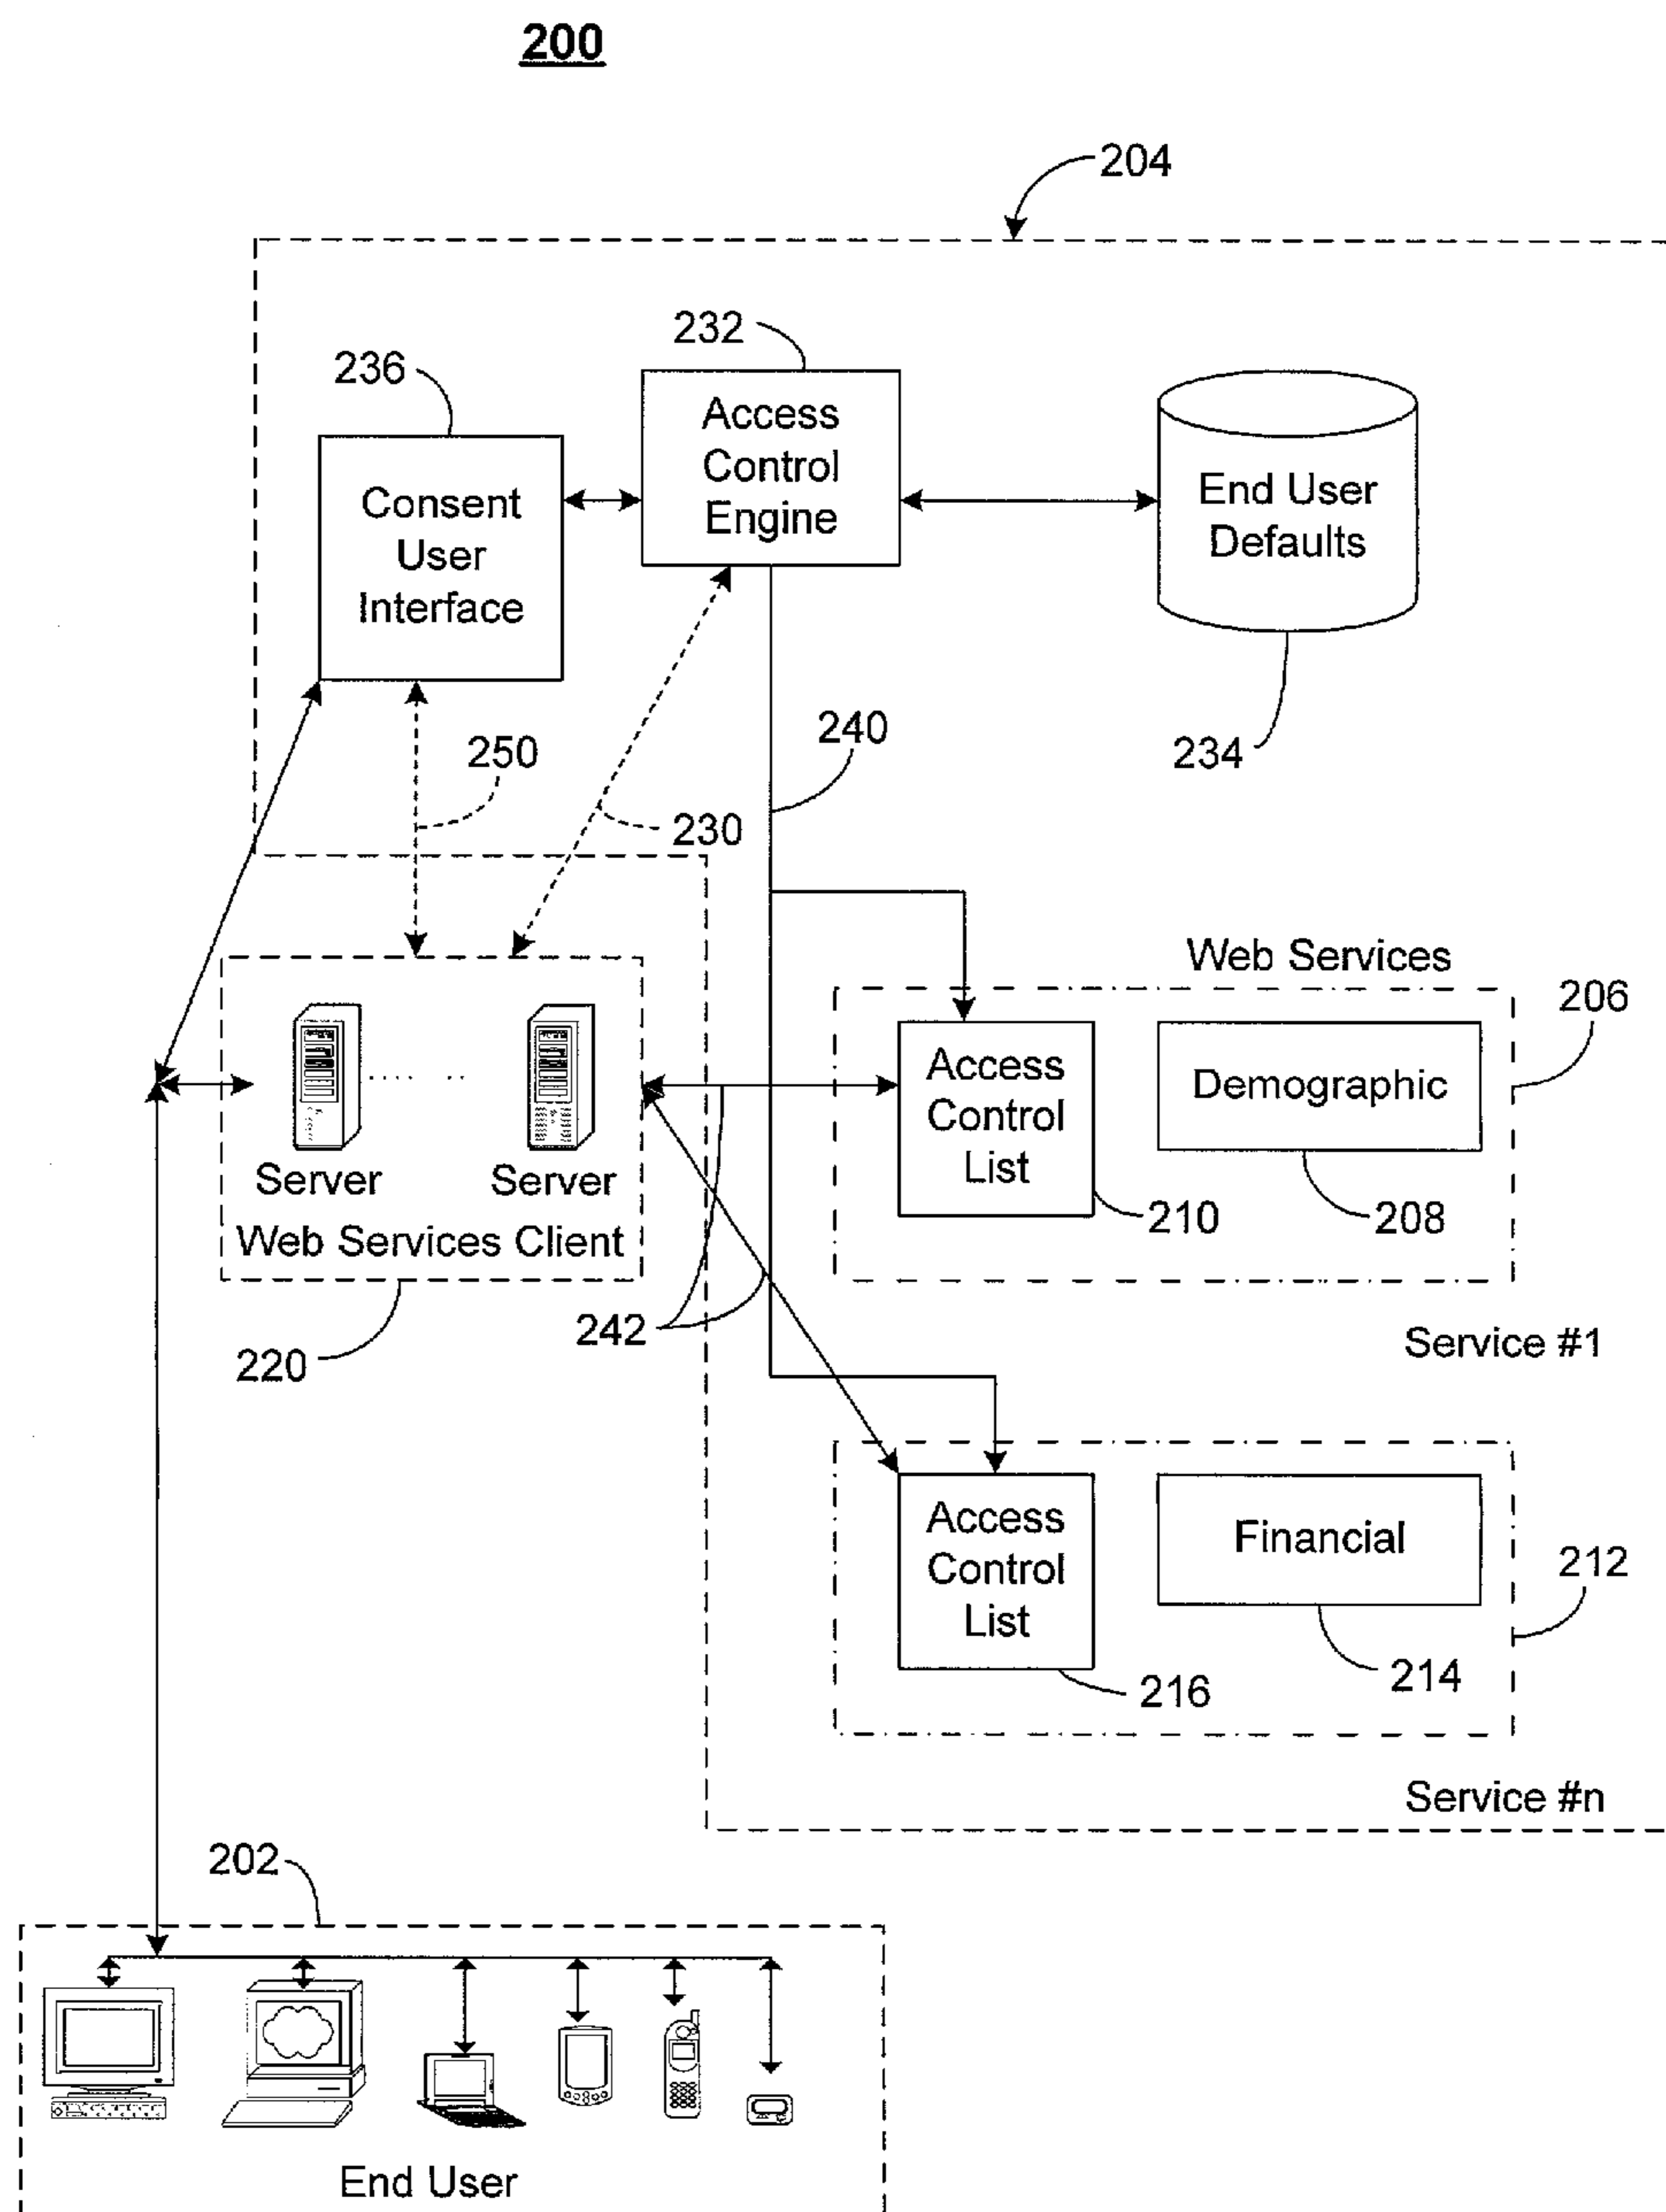 200
204
232
236
Access
Control
Engine
Consent
User
Interface
End User
Defaults
240
234
250
230
Web Services
206
Access
Control
List
Demographic
Server
Server
Web Services Client
210
208
242
220
Service #1
Access
Control
List
Financial
212
214
216
Service #n
202
End User